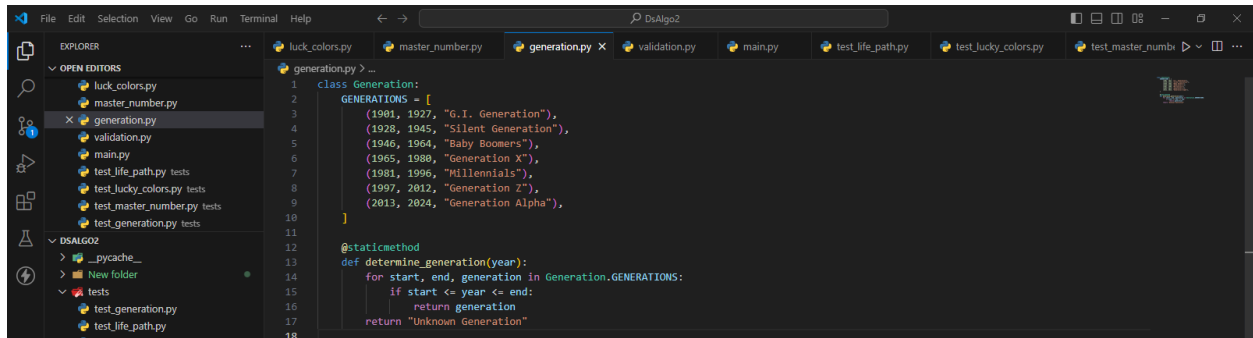 File Edit Selection View Go Run Terminal Help DsAlgo2
EXPLORER
luck_colors.py master_number.py generation.py validation.py main.py test_life_path.py test_lucky_colors.py
OPEN EDITORS
luck_colors.py
master_number.py
generation.py
validation.py
main.py
test_life_path.py tests
test_lucky_colors.py tests
test_master_number.py tests
test_generation.py tests
DSALGO2
__pycache__
New folder
tests
test_generation.py
test_life_path.py
1
generation.py > ...
1 class Generation:
2 GENERATIONS = [
3 (1901, 1927, "G.I. Generation"),
4 (1928, 1945, "Silent Generation"),
5 (1946, 1964, "Baby Boomers"),
6 (1965, 1980, "Generation X"),
7 (1981, 1996, "Millennials"),
8 (1997, 2012, "Generation Z"),
9 (2013, 2024, "Generation Alpha"),
10 ]
11
12 @staticmethod
13 def determine_generation(year):
14 for start, end, generation in Generation.GENERATIONS:
15 if start <= year <= end:
16 return generation
17 return "Unknown Generation"
18